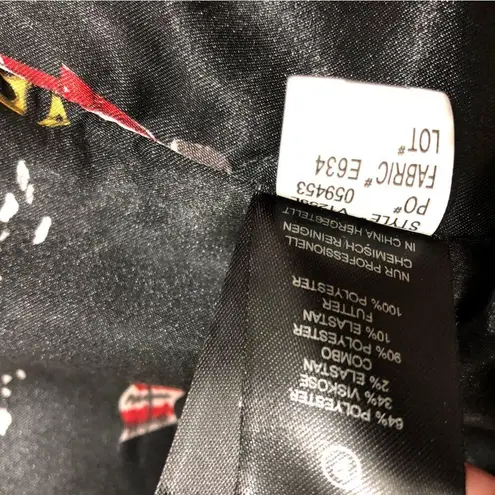 64% POLYESTER
34% VISKOSE
2% ELASTAN
COMBO
90% POLYESTER
10% ELASTAN
FUTTER
100% POLYESTER
NUR PROFESSIONELL
CHEMISCH REINIGEN
IN CHINA HERGESTELLT
STYLE
PO# 059453
FABRIC# E634
LOT#